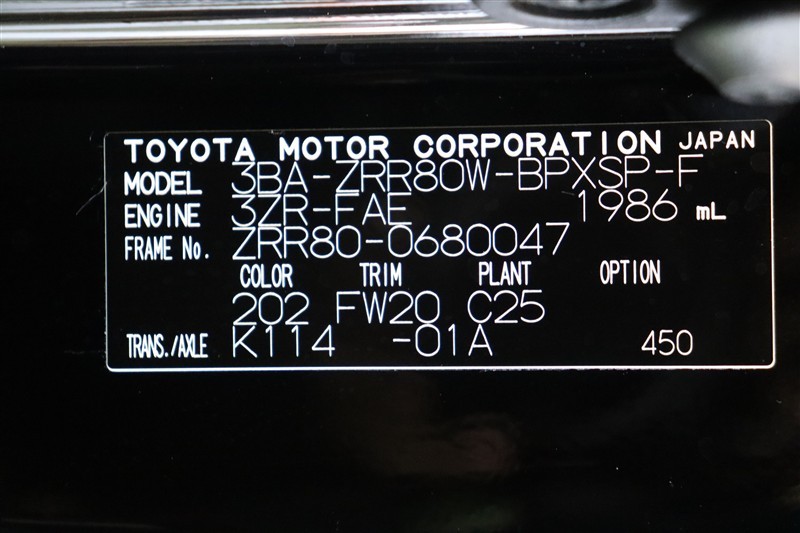 TOYOTA MOTOR CORPORATION JAPAN
MODEL 3BA-ZRR80W-BPXSP-F
ENGINE 3ZR-FAE 1986 mL
FRAME No. ZRR80-0680047
COLOR TRIM PLANT OPTION
202 FW20 C25
TRANS./AXLE K114 -01A 450